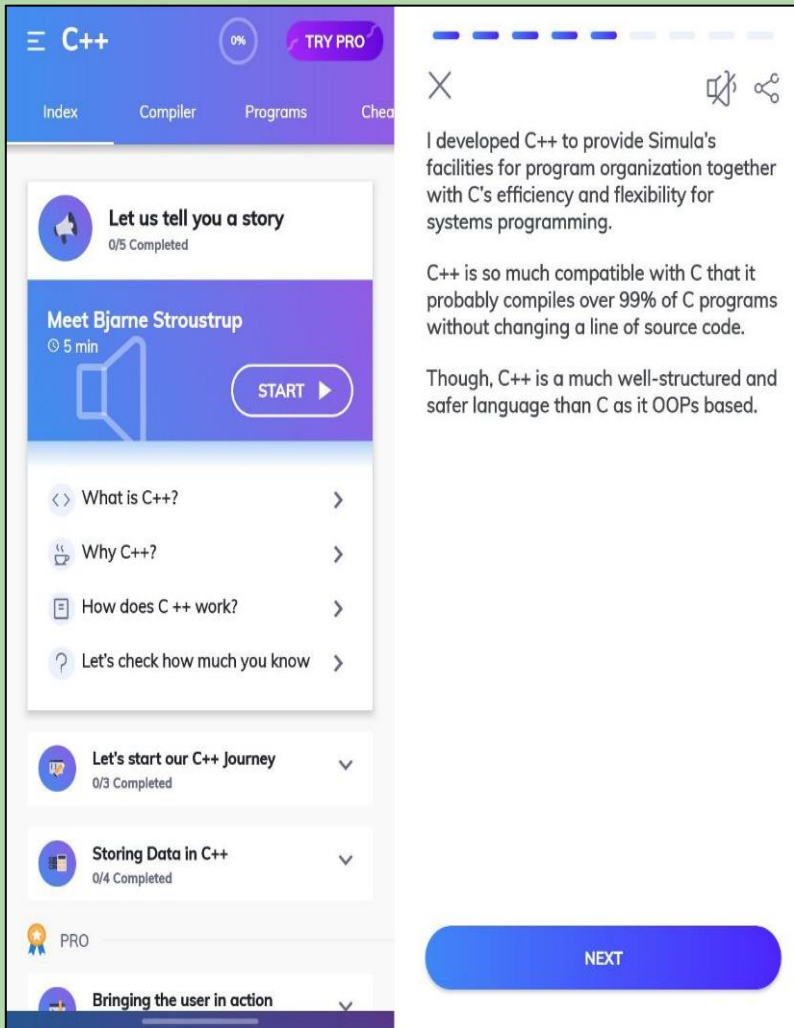 C++
0%
TRY PRO
Index
Compiler
Programs
Chea
Let us tell you a story
0/5 Completed
Meet Bjarne Stroustrup
5 min
START
What is C++?
Why C++?
How does C ++ work?
Let's check how much you know
Let's start our C++ Journey
0/3 Completed
Storing Data in C++
0/4 Completed
PRO
Bringing the user in action
I developed C++ to provide Simula's
facilities for program organization together
with C's efficiency and flexibility for
systems programming.
C++ is so much compatible with C that it
probably compiles over 99% of C programs
without changing a line of source code.
Though, C++ is a much well-structured and
safer language than C as it OOPs based.
NEXT